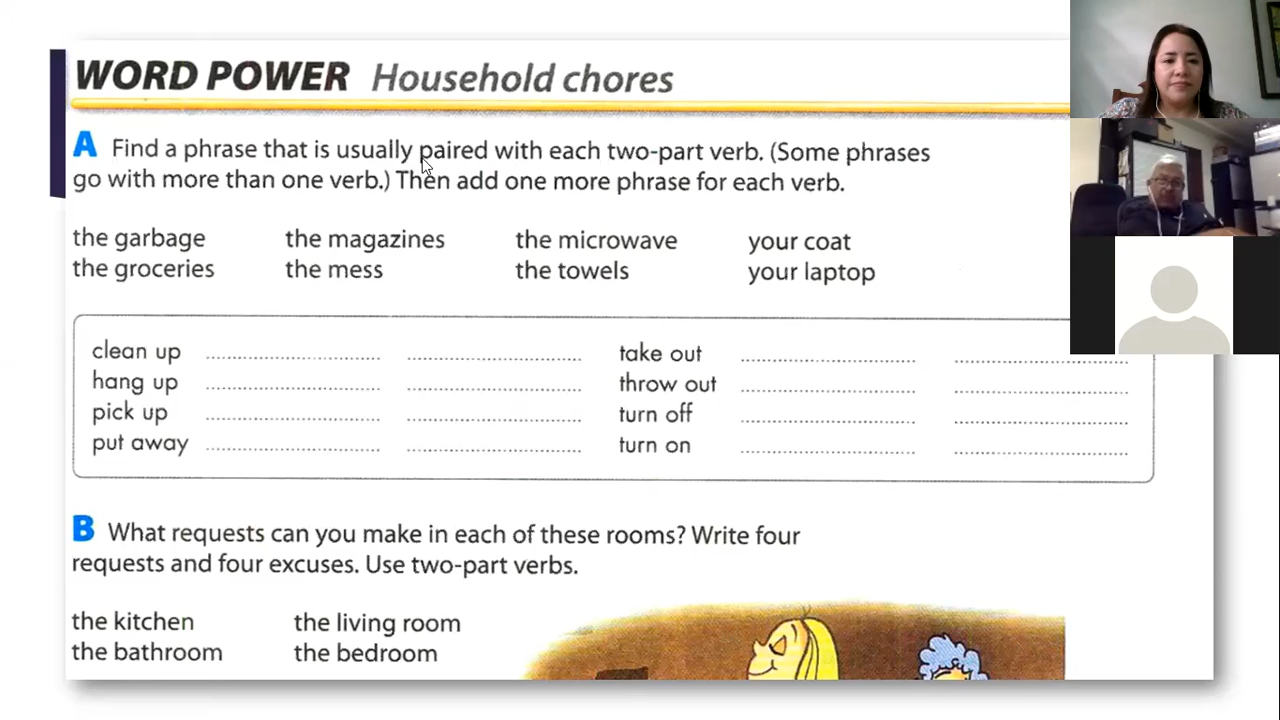 WORD POWER Household chores
A Find a phrase that is usually paired with each two-part verb. (Some phrases
go with more than one verb.) Then add one more phrase for each verb.
the garbage the magazines the microwave your coat
the groceries the mess the towels your laptop
clean up take out
hang up throw out
pick up turn off
put away turn on
B What requests can you make in each of these rooms? Write four
requests and four excuses. Use two-part verbs.
the kitchen the living room
the bathroom the bedroom